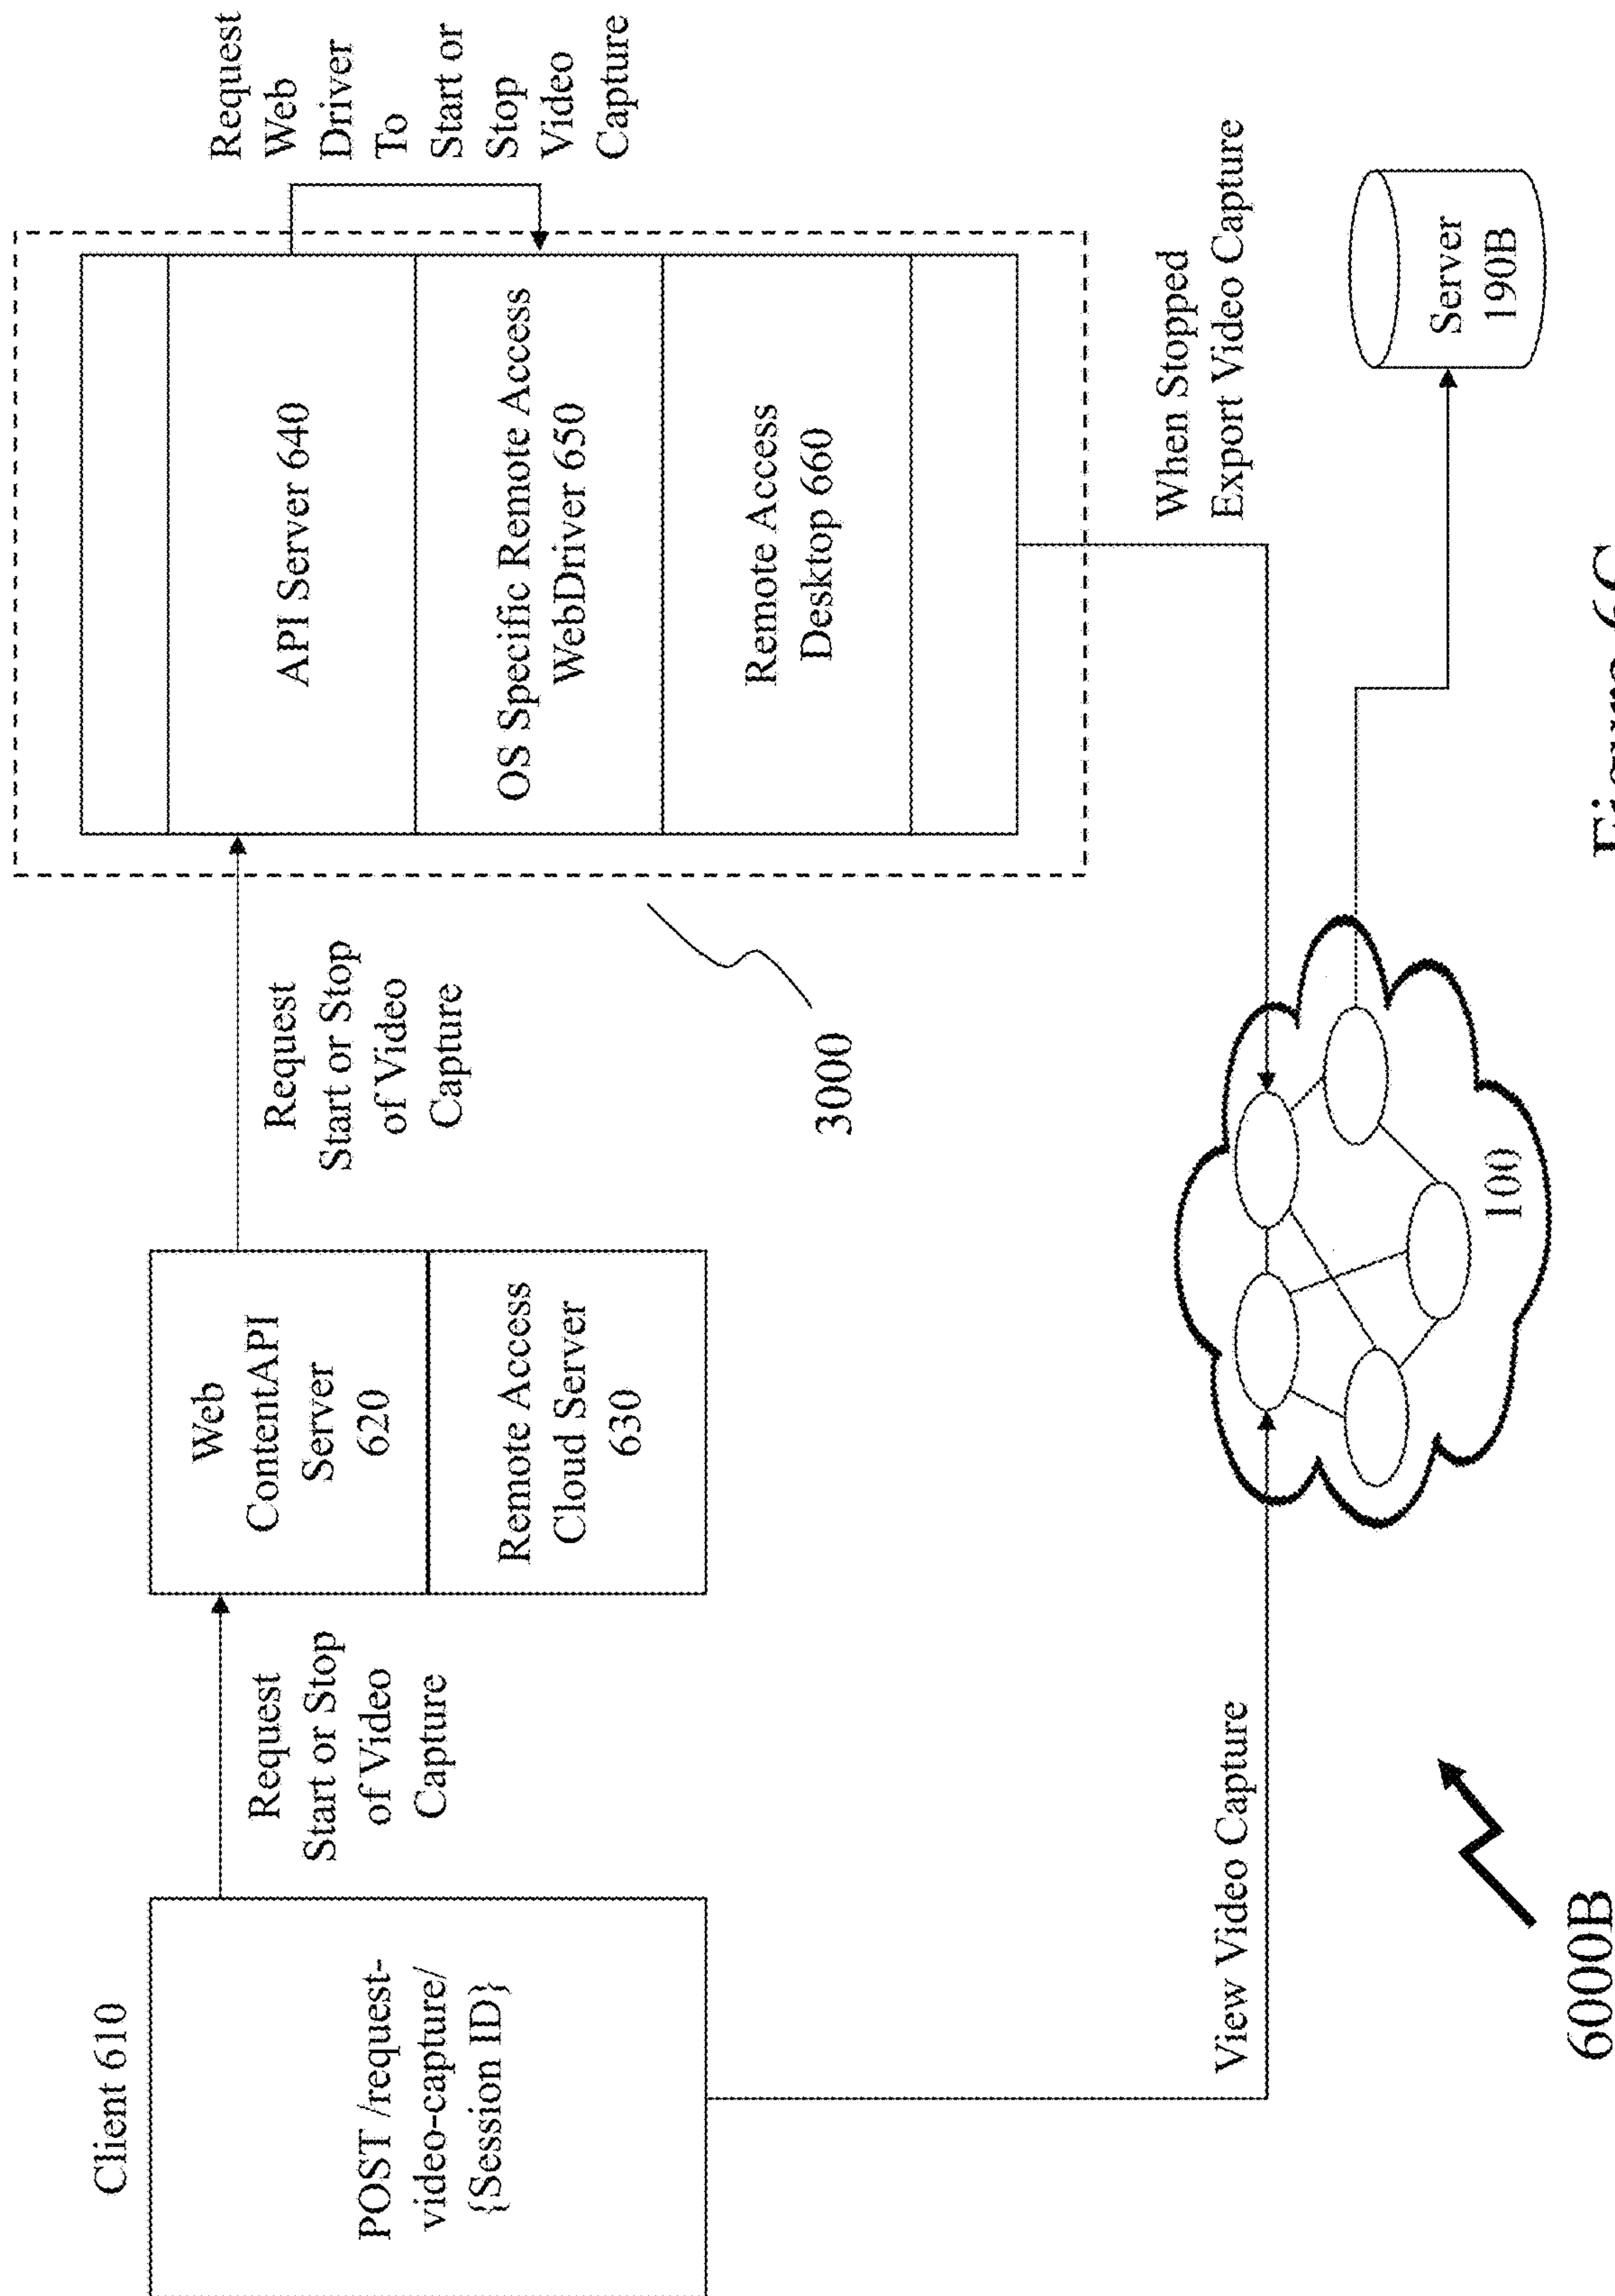 Client 610
POST /request-
video-capture/
{Session ID}
Request
Start or Stop
of Video
Capture
Web
ContentAPI
Server
620
Remote Access
Cloud Server
630
Request
Start or Stop
of Video
Capture
3000
API Server 640
OS Specific Remote Access
WebDriver 650
Remote Access
Desktop 660
Request
Web
Driver
To
Start or
Stop
Video
Capture
View Video Capture
100
When Stopped
Export Video Capture
Server
190B
6000B
Figure 6C